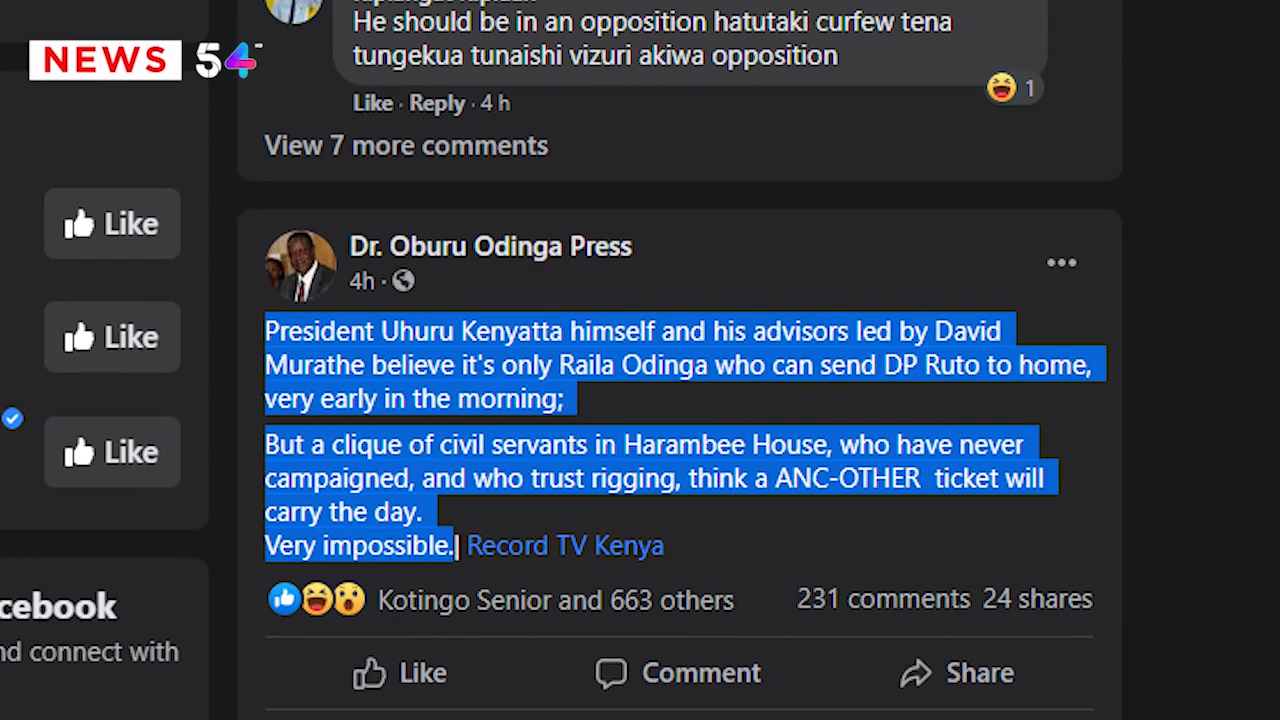 He should be in an opposition hatutaki curfew tena
NEWS 54
tungekua tunaishi vizuri akiwa opposition
1
Like · Reply · 4 h
View 7 more comments
Like
Dr. Oburu Odinga Press
4h ·
President Uhuru Kenyatta himself and his advisors led by David
Like
Murathe believe it's only Raila Odinga who can send DP Ruto to home,
very early in the morning;
But a clique of civil servants in Harambee House, who have never
Like
campaigned, and who trust rigging, think a ANC-OTHER ticket will
carry the day.
Very impossible.| Record TV Kenya
cebook
Kotingo Senior and 663 others 231 comments 24 shares
nd connect with
Like Comment Share